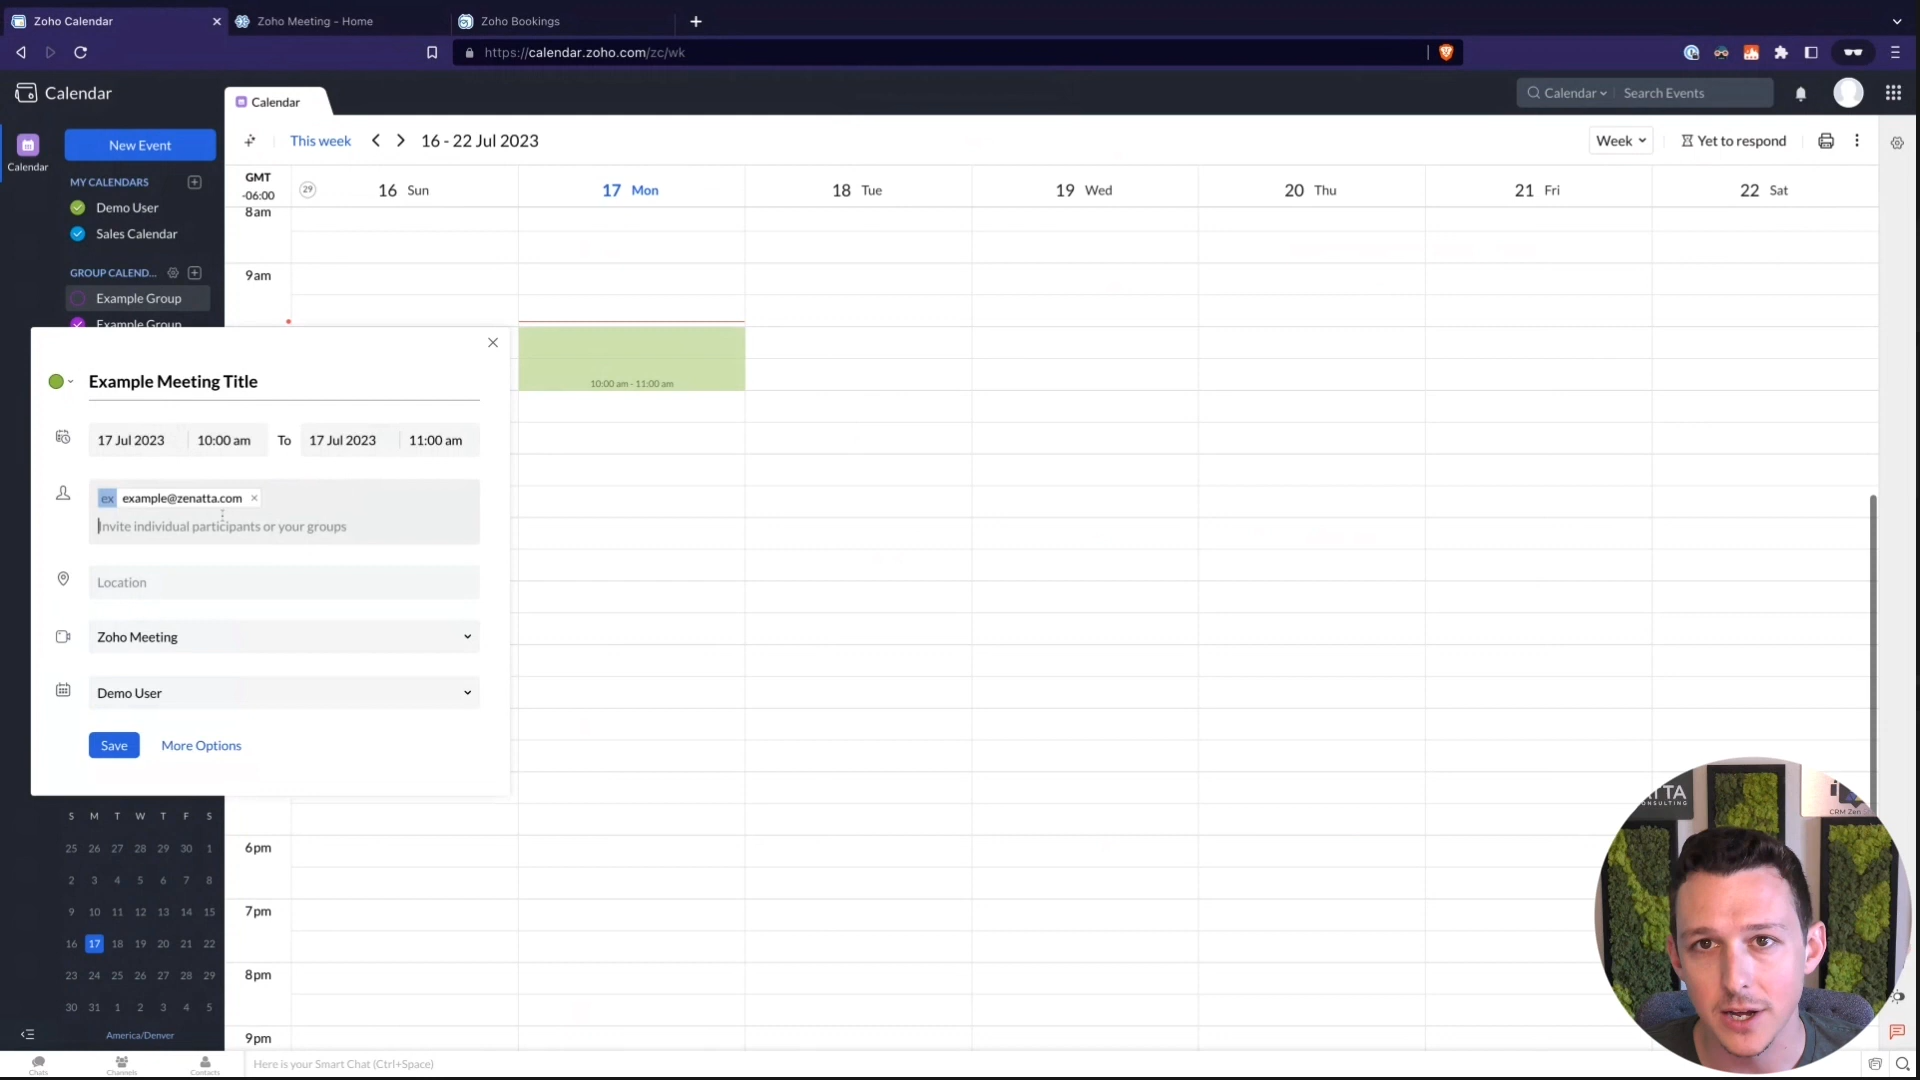 Zoho Calendar
Zoho Meeting - Home
Zoho Bookings
https://calendar.zoho.com/zc/wk
Calendar
Calendar
Calendar
Search Events
Calendar
New Event
This week
16 - 22 Jul 2023
Week
Yet to respond
MY CALENDARS
Demo User
Sales Calendar
GROUP CALEND...
Example Group
Example Group
GMT
-06:00
29
16 Sun
17 Mon
18 Tue
19 Wed
20 Thu
21 Fri
22 Sat
8am
9am
10:00 am - 11:00 am
Example Meeting Title
17 Jul 2023
10:00 am
To
17 Jul 2023
11:00 am
ex example@zenatta.com
Invite individual participants or your groups
Location
Zoho Meeting
Demo User
Save
More Options
6pm
7pm
8pm
9pm
S M T W T F S
25 26 27 28 29 30 1
2 3 4 5 6 7 8
9 10 11 12 13 14 15
16 17 18 19 20 21 22
23 24 25 26 27 28 29
30 31 1 2 3 4 5
America/Denver
Chats
Channels
Contacts
Here is your Smart Chat (Ctrl+Space)
CRM Zen